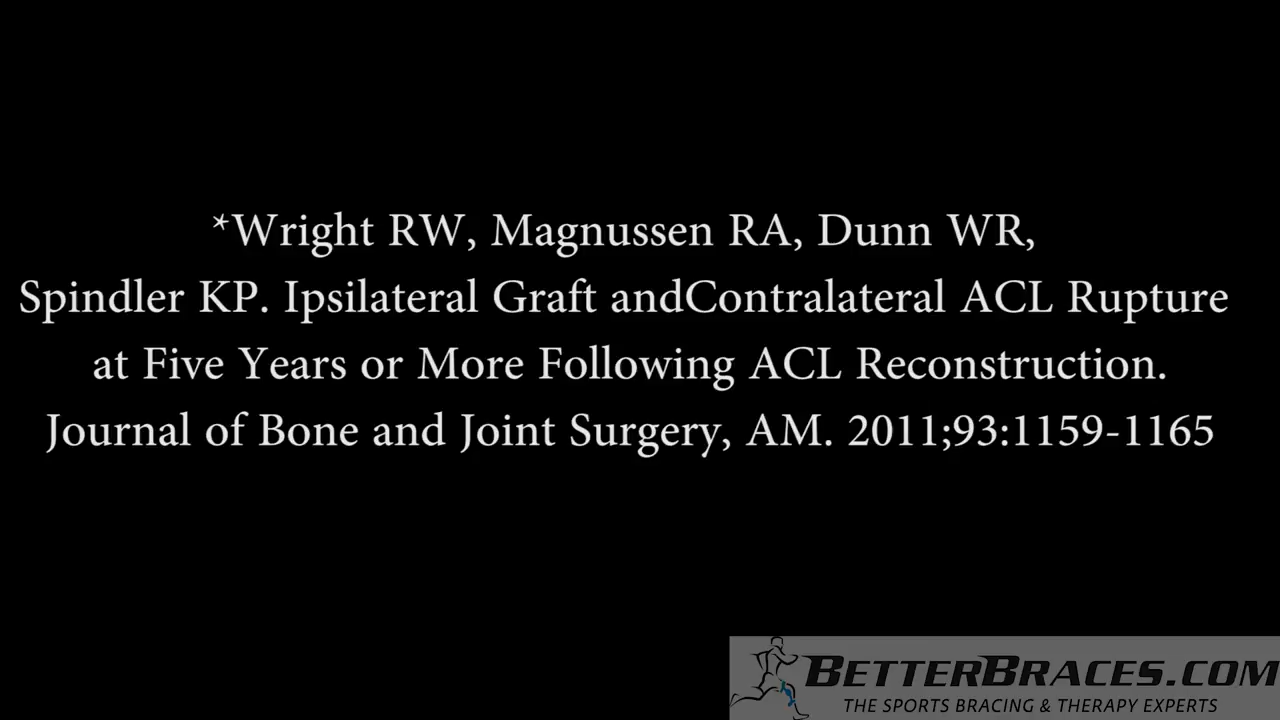 *Wright RW, Magnussen RA, Dunn WR,
Spindler KP. Ipsilateral Graft andContralateral ACL Rupture
at Five Years or More Following ACL Reconstruction.
Journal of Bone and Joint Surgery, AM. 2011;93:1159-1165
BETTERBRACES.COM
THE SPORTS BRACING & THERAPY EXPERTS